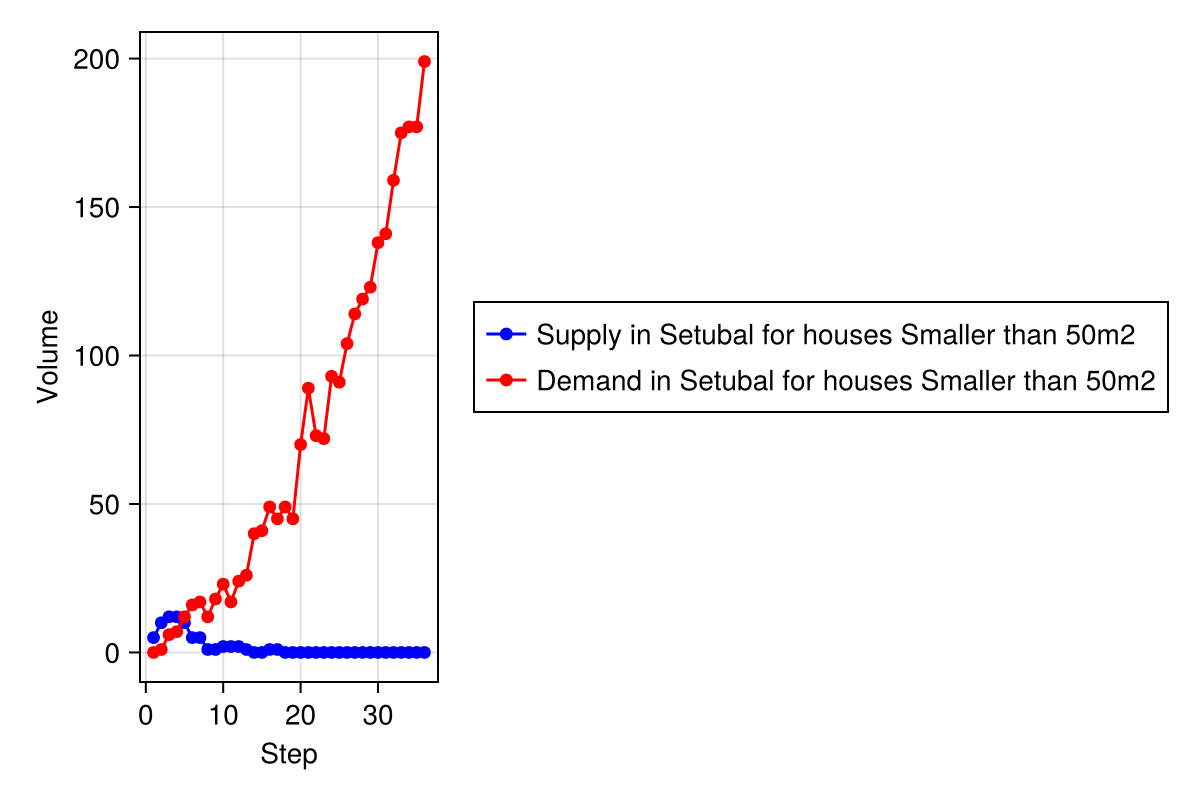 200
150
100
50
0
Volume
0 10 20 30
Step
Supply in Setubal for houses Smaller than 50m2
Demand in Setubal for houses Smaller than 50m2